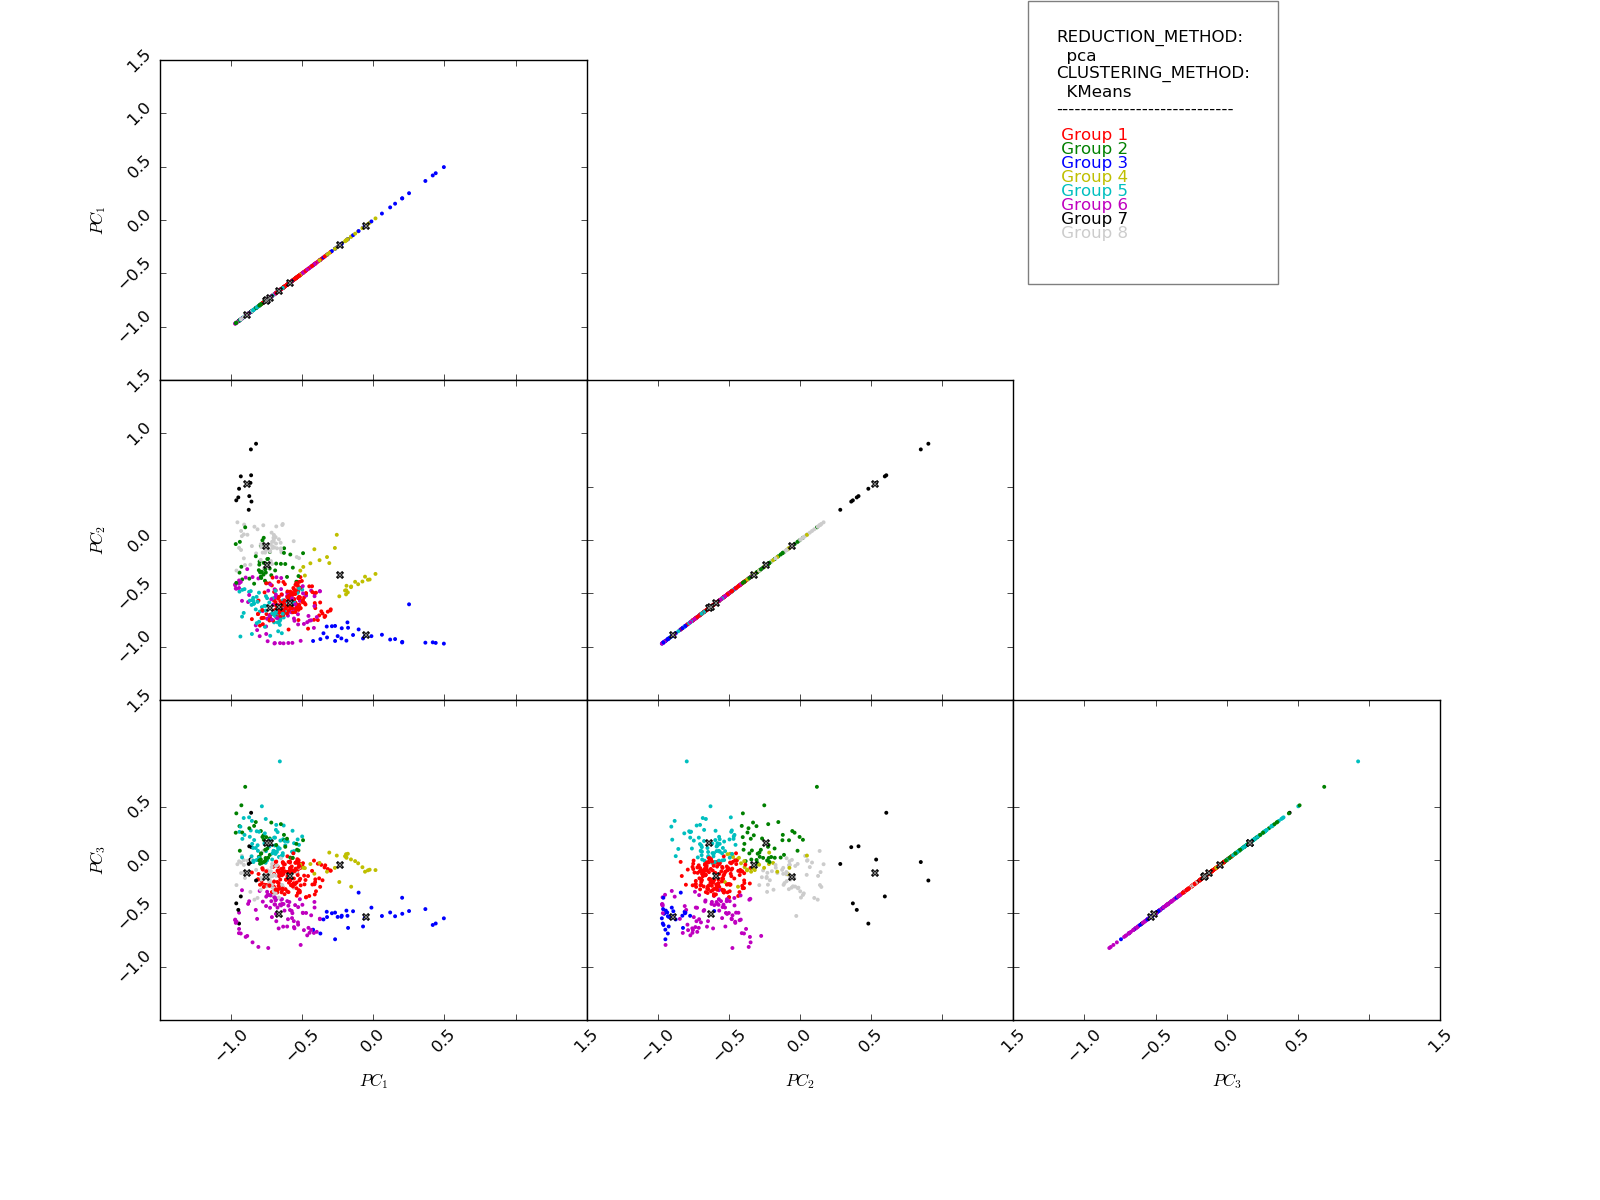 REDUCTION_METHOD:
pca
CLUSTERING_METHOD:
KMeans
------------------------------
Group 1
Group 2
Group 3
Group 4
Group 5
Group 6
Group 7
Group 8
1.5
1.0
0.5
0.0
−0.5
−1.0
PC1
1.5
1.0
0.0
−0.5
−1.0
PC2
1.5
0.5
0.0
−0.5
−1.0
PC3
−1.0 −0.5 0.0 0.5 1.5
−1.0 −0.5 0.0 0.5 1.5
−1.0 −0.5 0.0 0.5 1.5
PC1 PC2 PC3